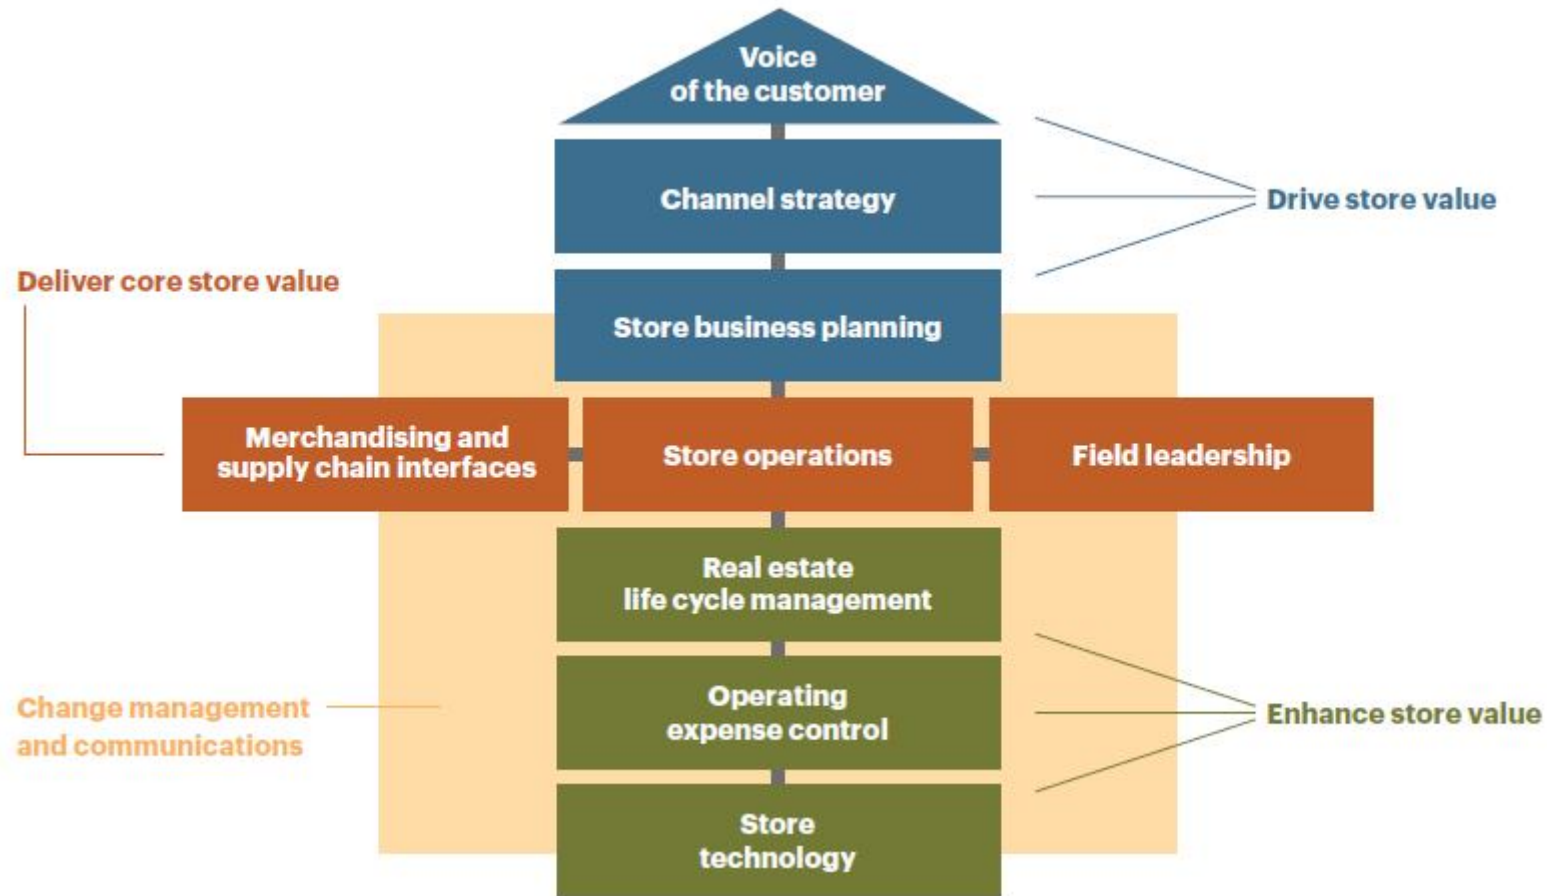 Voice
of the customer
Channel strategy
Drive store value
Deliver core store value
Store business planning
Merchandising and
supply chain interfaces
Store operations
Field leadership
Real estate
life cycle management
Change management
and communications
Operating
expense control
Enhance store value
Store
technology